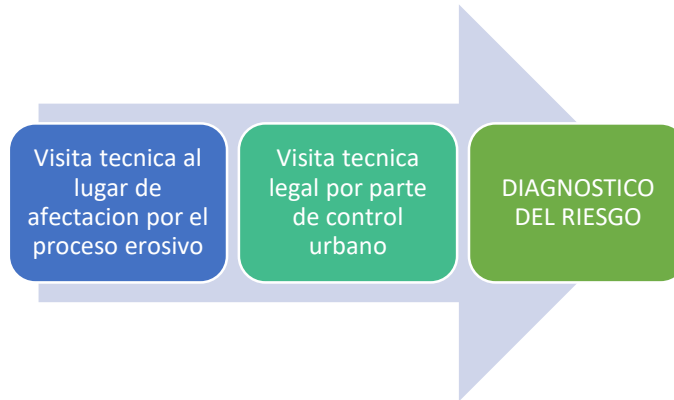 Visita tecnica al
lugar de
afectacion por el
proceso erosivo
Visita tecnica
legal por parte
de control
urbano
DIAGNOSTICO
DEL RIESGO